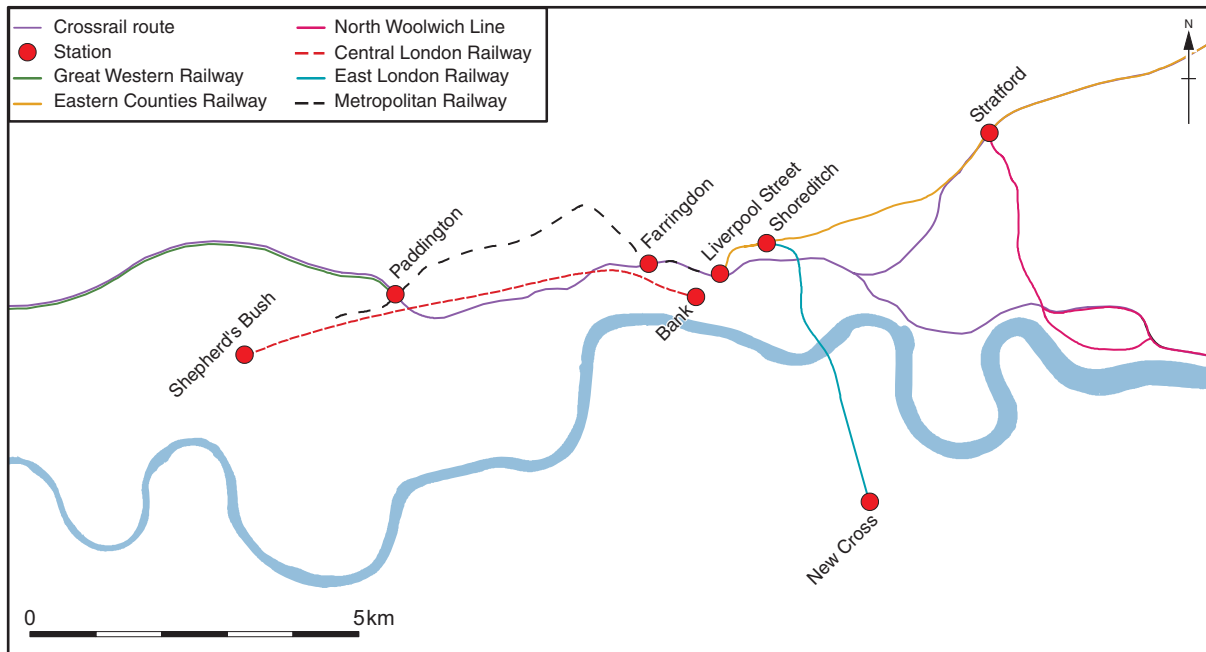 Crossrail route
Station
Great Western Railway
Eastern Counties Railway
North Woolwich Line
Central London Railway
East London Railway
Metropolitan Railway
N
Stratford
Shoreditch
Liverpool Street
Farringdon
Paddington
Bank
Shepherd's Bush
New Cross
0
5km